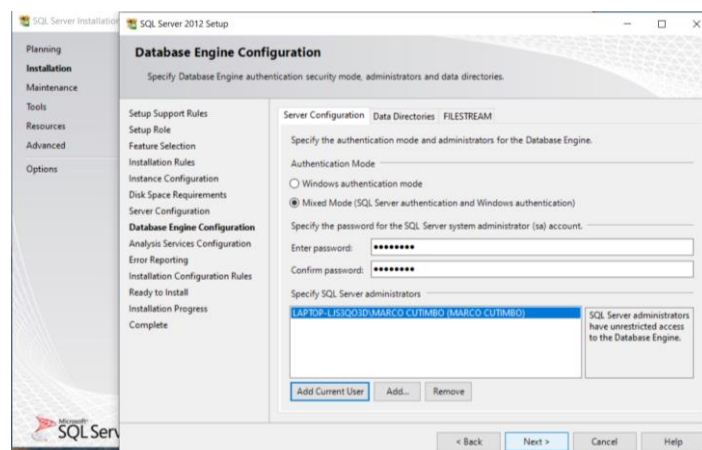 SQL Server Installation
Planning
Installation
Maintenance
Tools
Resources
Advanced
Options
Microsoft
SQL Serv
SQL Server 2012 Setup
Database Engine Configuration
Specify Database Engine authentication security mode, administrators and data directories.
Setup Support Rules
Setup Role
Feature Selection
Installation Rules
Instance Configuration
Disk Space Requirements
Server Configuration
Database Engine Configuration
Analysis Services Configuration
Error Reporting
Installation Configuration Rules
Ready to Install
Installation Progress
Complete
Server Configuration Data Directories FILESTREAM
Specify the authentication mode and administrators for the Database Engine.
Authentication Mode
Windows authentication mode
Mixed Mode (SQL Server authentication and Windows authentication)
Specify the password for the SQL Server system administrator (sa) account.
Enter password: ●●●●●●●●
Confirm password: ●●●●●●●●
Specify SQL Server administrators
LAPTOP-LJS3QO3D\MARCO CUTIMBO (MARCO CUTIMBO)
SQL Server administrators
have unrestricted access
to the Database Engine.
Add Current User Add... Remove
< Back Next > Cancel Help